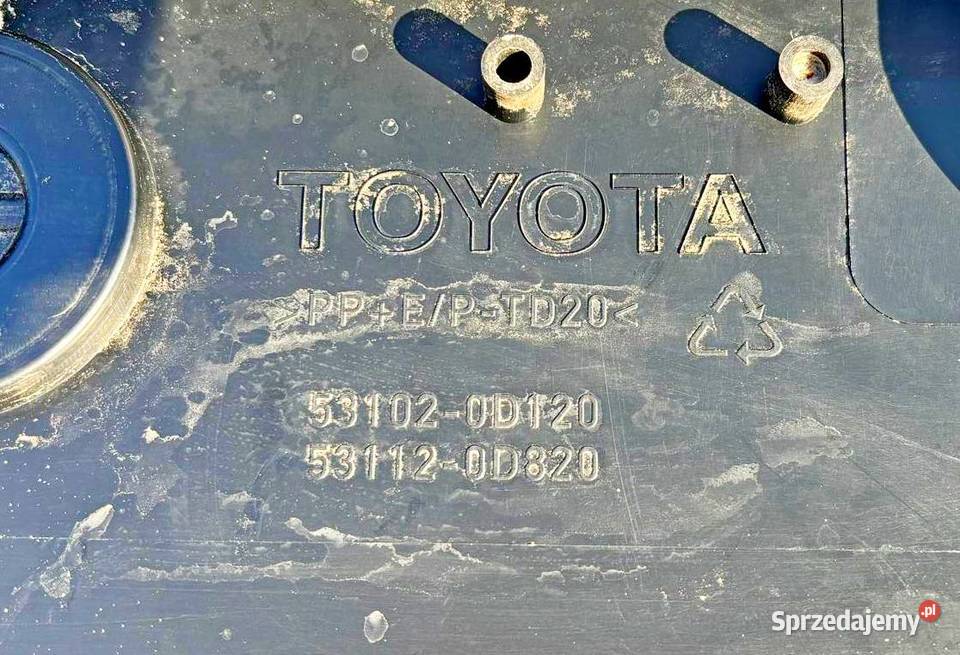 TOYOTA
>PP+E/P-TD20<
53102-0D120
53112-0D820
Sprzedajemy.pl